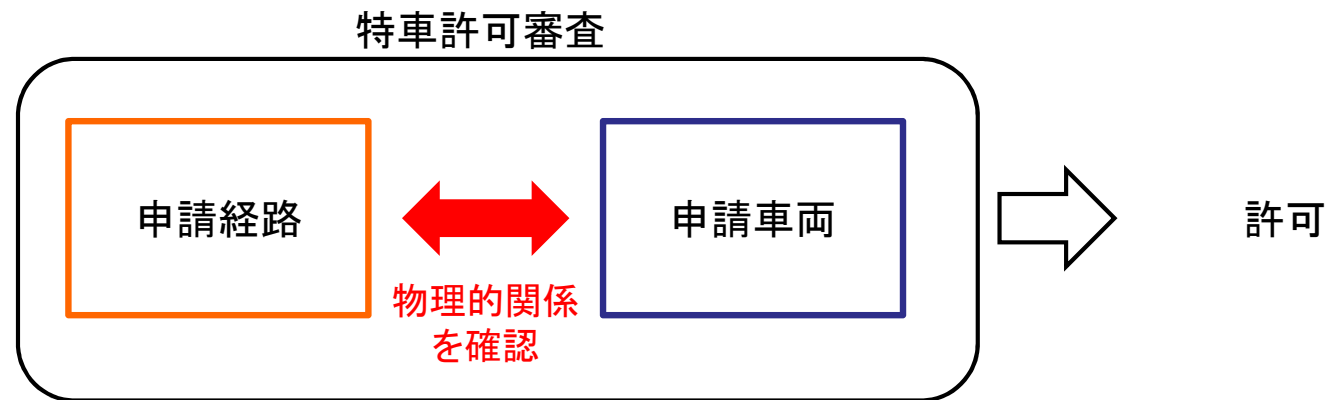 特車許可審査
申請経路
申請車両
許可
物理的関係
を確認